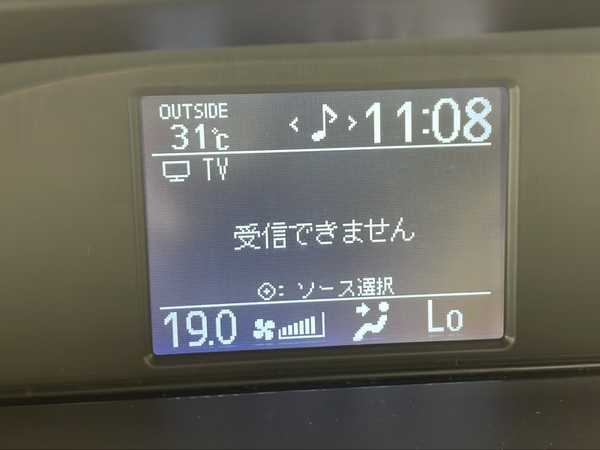 OUTSIDE
31℃
< ♪ > 11:08
TV
受信できません
: ソース選択
19.0 Lo